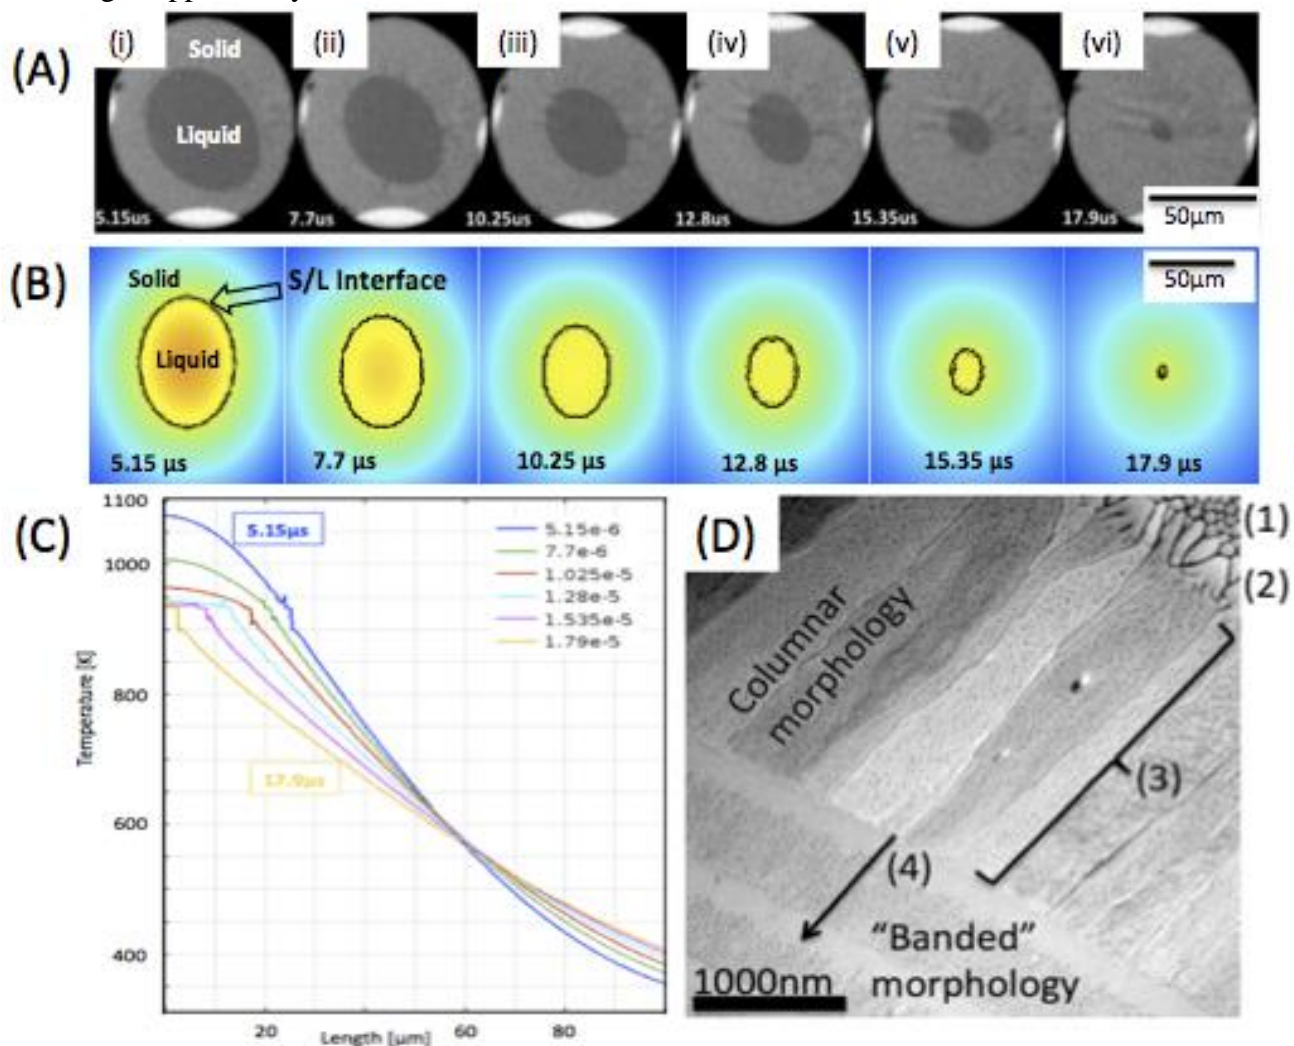 (A)
(i) (ii) (iii) (iv) (v) (vi)
Solid
Liquid
5.15us 7.7us 10.25us 12.8us 15.35us 17.9us
50μm
(B)
Solid
S/L Interface
Liquid
50μm
5.15 μs 7.7 μs 10.25 μs 12.8 μs 15.35 μs 17.9 μs
(C)
1100
1000
800
600
400
Temperature [K]
5.15μs
17.9μs
5.15e-6
7.7e-6
1.025e-5
1.28e-5
1.535e-5
1.79e-5
20 60 80
Length [μm]
(D)
(1)
(2)
Columnar
morphology
(3)
(4)
"Banded"
morphology
1000nm